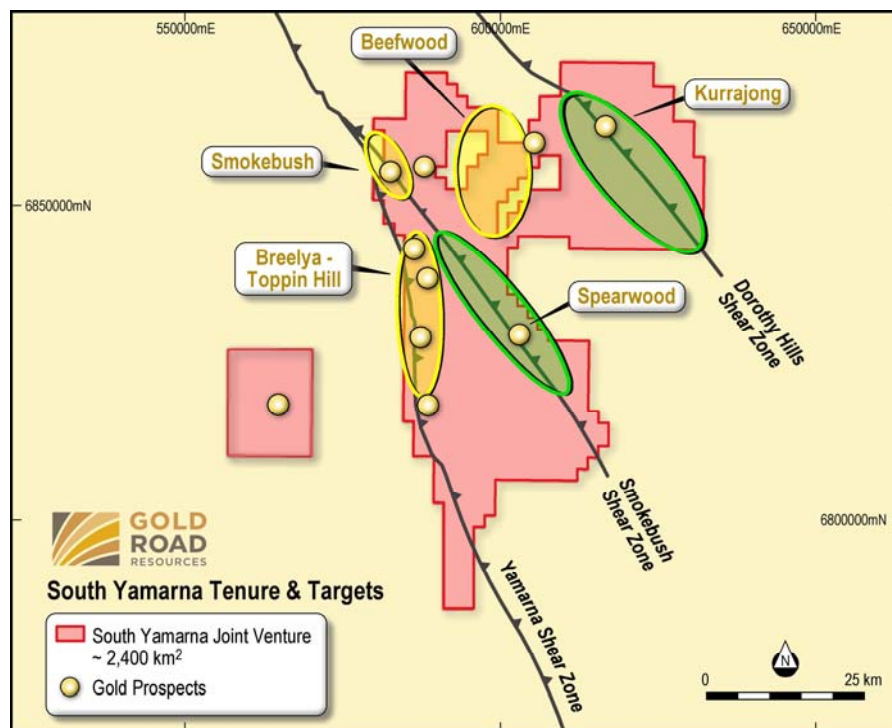 550000mE
600000mE
650000mE
Beefwood
Kurrajong
Smokebush
6850000mN
Breelya -
Toppin Hill
Spearwood
Dorothy Hills
Shear Zone
Smokebush
Shear Zone
6800000mN
Yamarna Shear Zone
GOLD
ROAD
RESOURCES
South Yamarna Tenure & Targets
South Yamarna Joint Venture
~ 2,400 km²
Gold Prospects
N
0
25 km